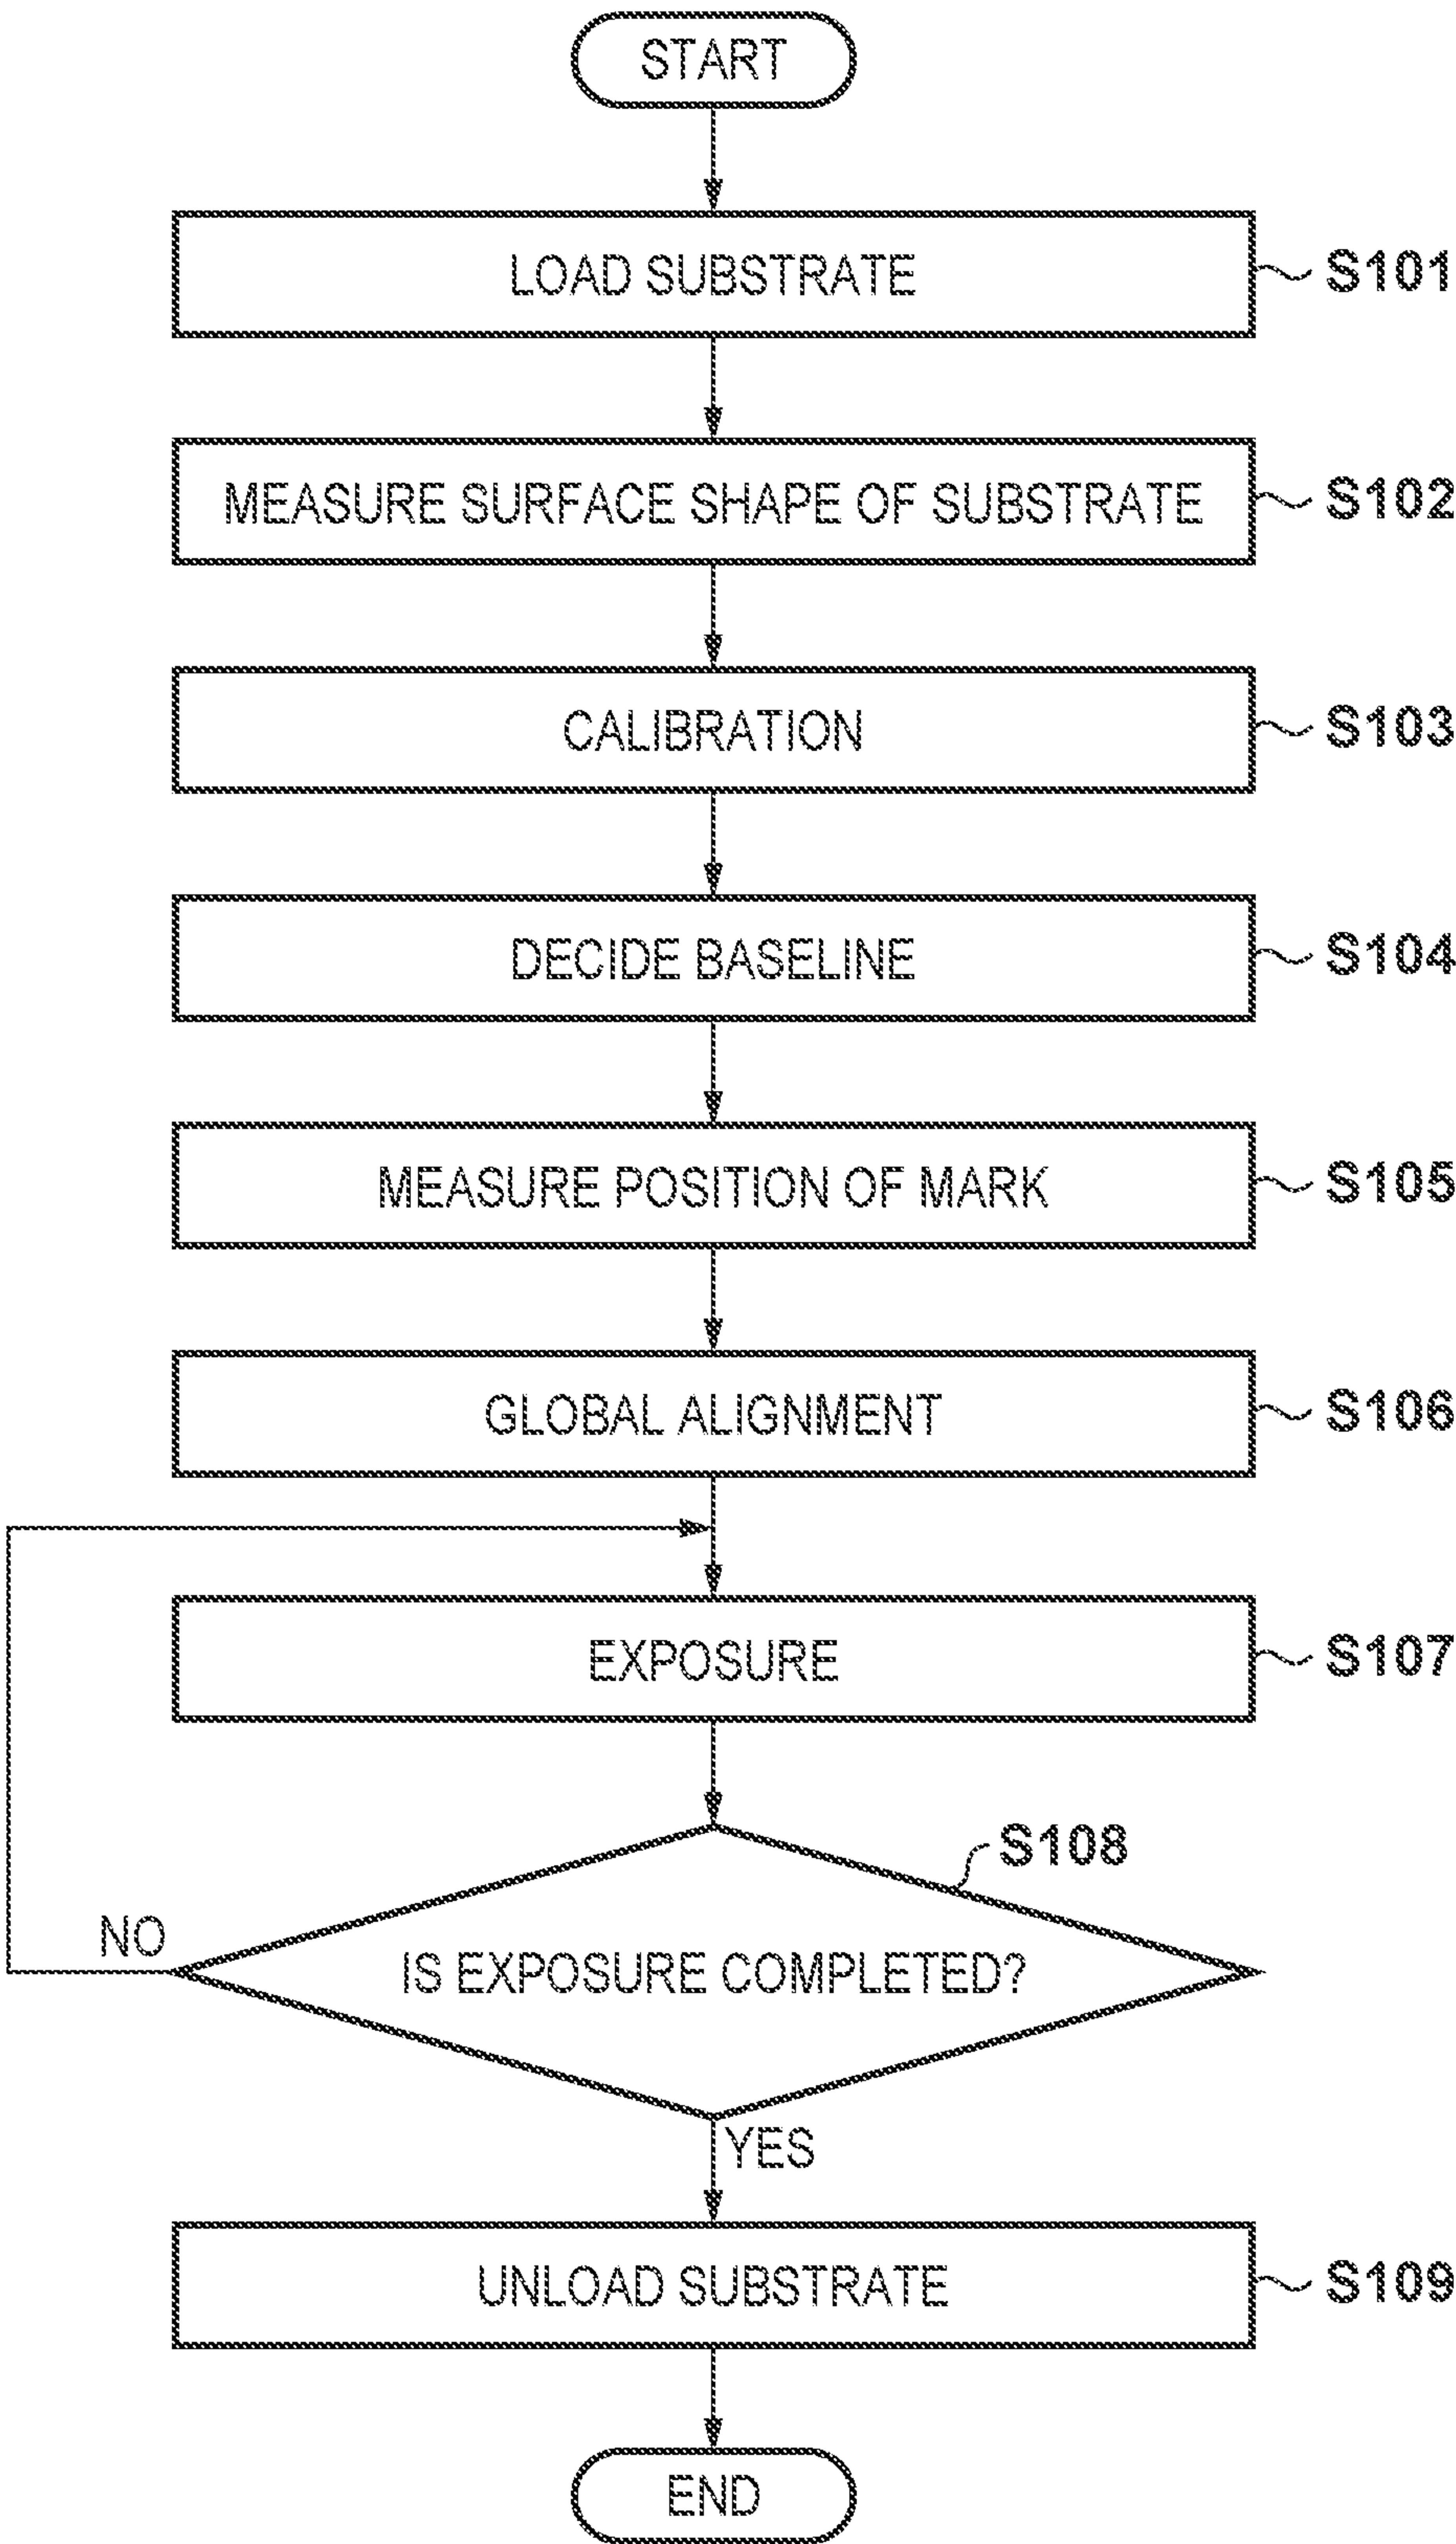 START
LOAD SUBSTRATE
S101
MEASURE SURFACE SHAPE OF SUBSTRATE
S102
CALIBRATION
S103
DECIDE BASELINE
S104
MEASURE POSITION OF MARK
S105
GLOBAL ALIGNMENT
S106
EXPOSURE
S107
S108
NO
IS EXPOSURE COMPLETED?
YES
UNLOAD SUBSTRATE
S109
END